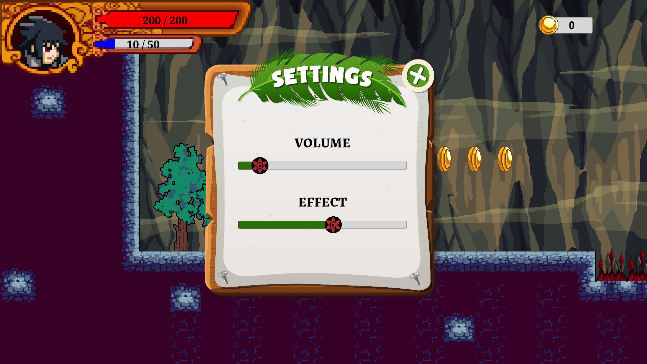 200 / 200
10 / 50
0
SETTINGS
VOLUME
EFFECT